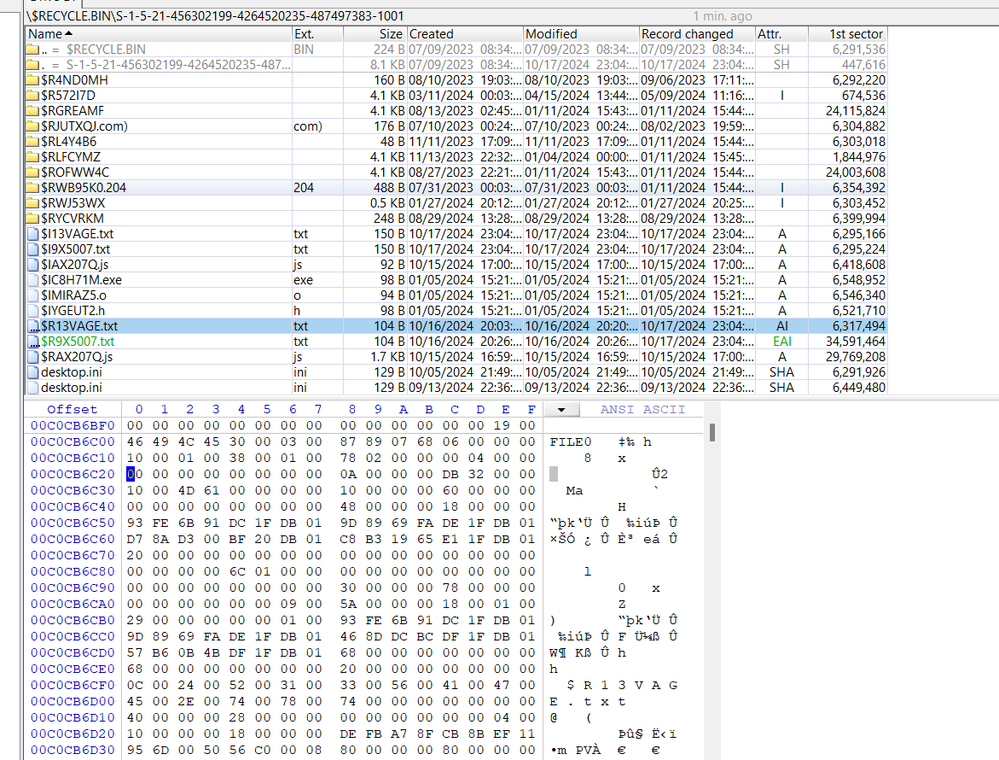 \$RECYCLE.BIN\S-1-5-21-456302199-4264520235-487497383-1001 1 min. ago
Name Ext. Size Created Modified Record changed Attr. 1st sector
.. = $RECYCLE.BIN BIN 224 B 07/09/2023 08:34:... 07/09/2023 08:34:... 07/09/2023 08:34:... SH 6,291,536
. = S-1-5-21-456302199-4264520235-487... 8.1 KB 07/09/2023 08:34:... 10/17/2024 23:04:... 10/17/2024 23:04:... SH 447,616
$R4ND0MH 160 B 08/10/2023 19:03:... 08/10/2023 19:03:... 09/06/2023 17:11:... 6,292,220
$R572I7D 4.1 KB 03/11/2024 00:03:... 04/15/2024 13:44:... 05/09/2024 11:16:... I 674,536
$RGREAMF 4.1 KB 08/13/2023 02:45:... 01/11/2024 15:43:... 01/11/2024 15:44:... 24,115,824
$RJUTXQJ.com) com) 176 B 07/10/2023 00:24:... 07/10/2023 00:24:... 08/02/2023 19:59:... 6,304,882
$RL4Y4B6 48 B 11/11/2023 17:09:... 11/11/2023 17:09:... 01/11/2024 15:44:... 6,303,018
$RLFCYMZ 4.1 KB 11/13/2023 22:32:... 01/04/2024 00:00:... 01/11/2024 15:45:... 1,844,976
$ROFWW4C 4.1 KB 08/27/2023 22:21:... 01/11/2024 15:43:... 01/11/2024 15:44:... 24,003,608
$RWB95K0.204 204 488 B 07/31/2023 00:03:... 07/31/2023 00:03:... 01/11/2024 15:44:... I 6,354,392
$RWJ53WX 0.5 KB 01/27/2024 20:12:... 01/27/2024 20:12:... 01/27/2024 20:25:... I 6,303,452
$RYCVRKM 248 B 08/29/2024 13:28:... 08/29/2024 13:28:... 08/29/2024 13:28:... 6,399,994
$I13VAGE.txt txt 150 B 10/17/2024 23:04:... 10/17/2024 23:04:... 10/17/2024 23:04:... A 6,295,166
$I9X5007.txt txt 150 B 10/17/2024 23:04:... 10/17/2024 23:04:... 10/17/2024 23:04:... A 6,295,224
$IAX207Q.js js 92 B 10/15/2024 17:00:... 10/15/2024 17:00:... 10/15/2024 17:00:... A 6,418,608
$IC8H71M.exe exe 98 B 01/05/2024 15:21:... 01/05/2024 15:21:... 01/05/2024 15:21:... A 6,548,952
$IMIRAZ5.o o 94 B 01/05/2024 15:21:... 01/05/2024 15:21:... 01/05/2024 15:21:... A 6,546,340
$IYGEUT2.h h 98 B 01/05/2024 15:21:... 01/05/2024 15:21:... 01/05/2024 15:21:... A 6,521,710
$R13VAGE.txt txt 104 B 10/16/2024 20:03:... 10/16/2024 20:20:... 10/17/2024 23:04:... AI 6,317,494
$R9X5007.txt txt 104 B 10/16/2024 20:26:... 10/16/2024 20:26:... 10/17/2024 23:04:... EAI 34,591,464
$RAX207Q.js js 1.7 KB 10/15/2024 16:59:... 10/15/2024 16:59:... 10/15/2024 17:00:... A 29,769,208
desktop.ini ini 129 B 10/05/2024 21:49:... 10/05/2024 21:49:... 10/05/2024 21:49:... SHA 6,291,926
desktop.ini ini 129 B 09/13/2024 22:36:... 09/13/2024 22:36:... 09/13/2024 22:36:... SHA 6,449,480
Offset 0 1 2 3 4 5 6 7 8 9 A B C D E F ANSI ASCII
00C0CB6BF0 00 00 00 00 00 00 00 00 00 00 00 00 00 00 19 00
00C0CB6C00 46 49 4C 45 30 00 03 00 87 89 07 68 06 00 00 00 FILE0 ‡‰ h
00C0CB6C10 10 00 01 00 38 00 01 00 78 02 00 00 00 04 00 00 8 x
00C0CB6C20 00 00 00 00 00 00 00 00 0A 00 00 00 DB 32 00 00 Û2
00C0CB6C30 10 00 4D 61 00 00 00 00 10 00 00 00 60 00 00 00 Ma `
00C0CB6C40 00 00 00 00 00 00 00 00 48 00 00 00 18 00 00 00 H
00C0CB6C50 93 FE 6B 91 DC 1F DB 01 9D 89 69 FA DE 1F DB 01 “þk‘Ü Û ‰iúÞ Û
00C0CB6C60 D7 8A D3 00 BF 20 DB 01 C8 B3 19 65 E1 1F DB 01 ×ŠÓ ¿ Û È³ eá Û
00C0CB6C70 20 00 00 00 00 00 00 00 00 00 00 00 00 00 00 00
00C0CB6C80 00 00 00 00 6C 01 00 00 00 00 00 00 00 00 00 00 l
00C0CB6C90 00 00 00 00 00 00 00 00 30 00 00 00 78 00 00 00 0 x
00C0CB6CA0 00 00 00 00 00 00 09 00 5A 00 00 00 18 00 01 00 Z
00C0CB6CB0 29 00 00 00 00 00 01 00 93 FE 6B 91 DC 1F DB 01 ) “þk‘Ü Û
00C0CB6CC0 9D 89 69 FA DE 1F DB 01 46 8D DC BC DF 1F DB 01 ‰iúÞ Û F Ü¼ß Û
00C0CB6CD0 57 B6 0B 4B DF 1F DB 01 68 00 00 00 00 00 00 00 W¶ Kß Û h
00C0CB6CE0 68 00 00 00 00 00 00 00 20 00 00 00 00 00 00 00 h
00C0CB6CF0 0C 00 24 00 52 00 31 00 33 00 56 00 41 00 47 00 $ R 1 3 V A G
00C0CB6D00 45 00 2E 00 74 00 78 00 74 00 00 00 00 00 00 00 E . t x t
00C0CB6D10 40 00 00 00 28 00 00 00 00 00 00 00 00 00 04 00 @ (
00C0CB6D20 10 00 00 00 18 00 00 00 DE FB A7 8F CB 8B EF 11 Þû§ Ë‹ï
00C0CB6D30 95 6D 00 50 56 C0 00 08 80 00 00 00 80 00 00 00 •m PVÀ € €